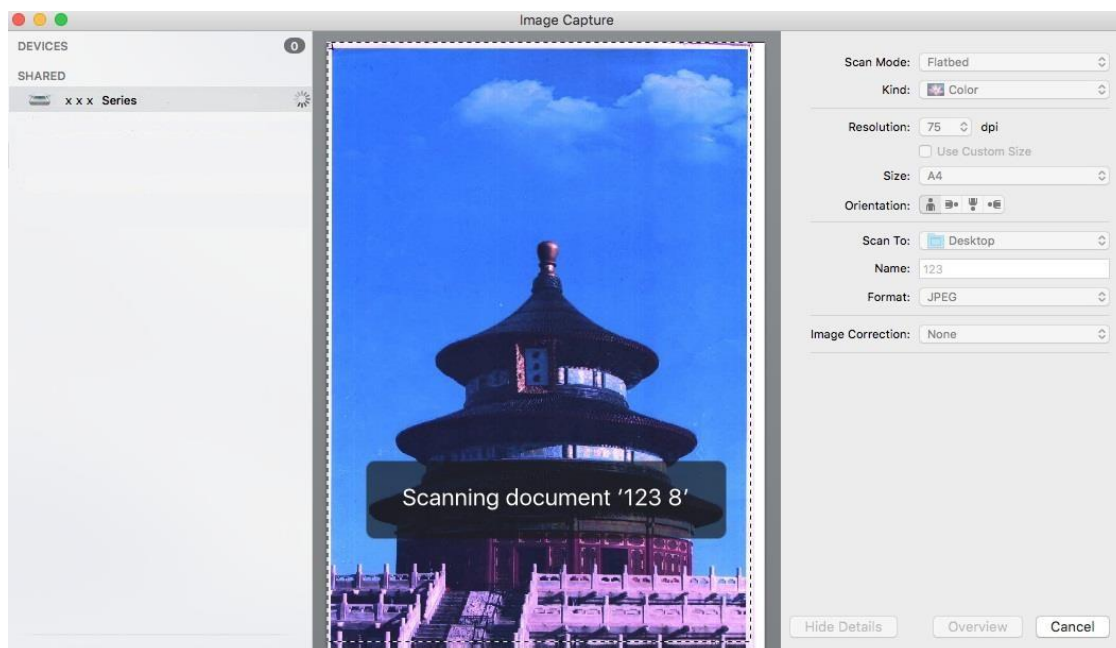 Image Capture
DEVICES 0
SHARED
x x x Series
Scanning document ‘123 8’
Scan Mode: Flatbed
Kind: Color
Resolution: 75 dpi
Use Custom Size
Size: A4
Orientation:
Scan To: Desktop
Name: 123
Format: JPEG
Image Correction: None
Hide Details Overview Cancel